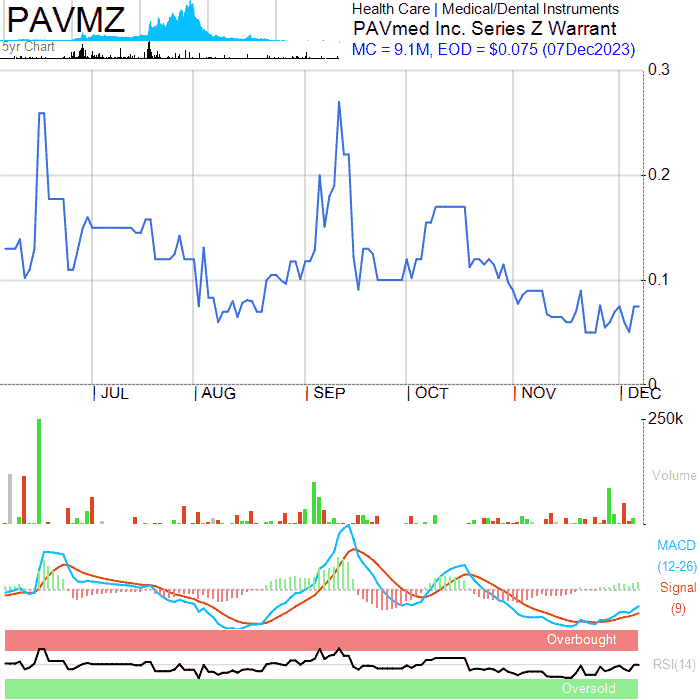 PAVMZ
5yr Chart
Health Care | Medical/Dental Instruments
PAVmed Inc. Series Z Warrant
MC = 9.1M, EOD = $0.075 (07Dec2023)
0.3
0.2
0.1
0
JUL AUG SEP OCT NOV DEC
250k
Volume
MACD
(12-26)
Signal
(9)
Overbought
RSI(14)
Oversold